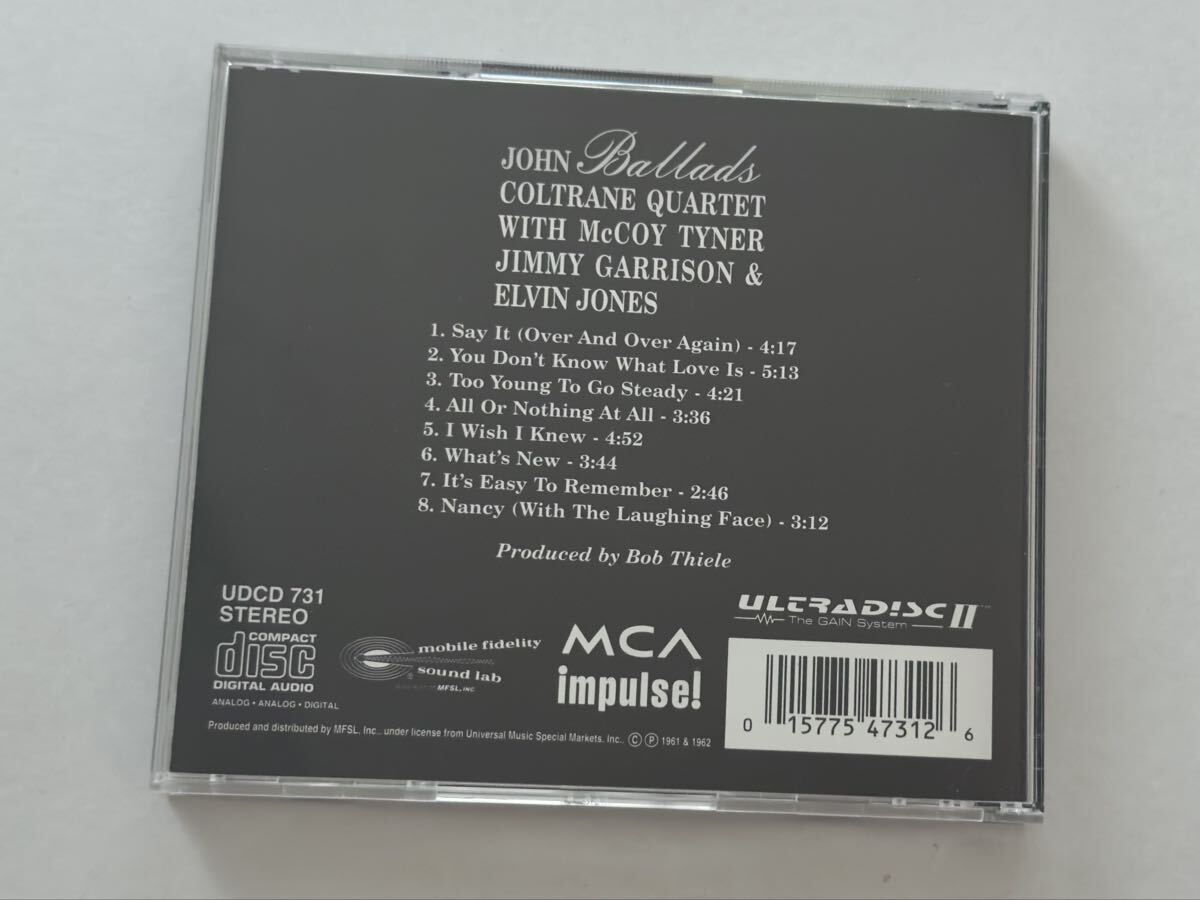 JOHN Ballads
COLTRANE QUARTET
WITH McCOY TYNER
JIMMY GARRISON &
ELVIN JONES
1. Say It (Over And Over Again) - 4:17
2. You Don't Know What Love Is - 5:13
3. Too Young To Go Steady - 4:21
4. All Or Nothing At All - 3:36
5. I Wish I Knew - 4:52
6. What's New - 3:44
7. It's Easy To Remember - 2:46
8. Nancy (With The Laughing Face) - 3:12
Produced by Bob Thiele
UDCD 731
STEREO
COMPACT
disc
DIGITAL AUDIO
ANALOG • ANALOG • DIGITAL
mobile fidelity
sound lab
MFSL, INC
MCA
impulse!
ULTRADISC II™
The GAIN System
Produced and distributed by MFSL, Inc., under license from Universal Music Special Markets, Inc., Ⓒ Ⓟ 1961 & 1962
0 15775 47312 6